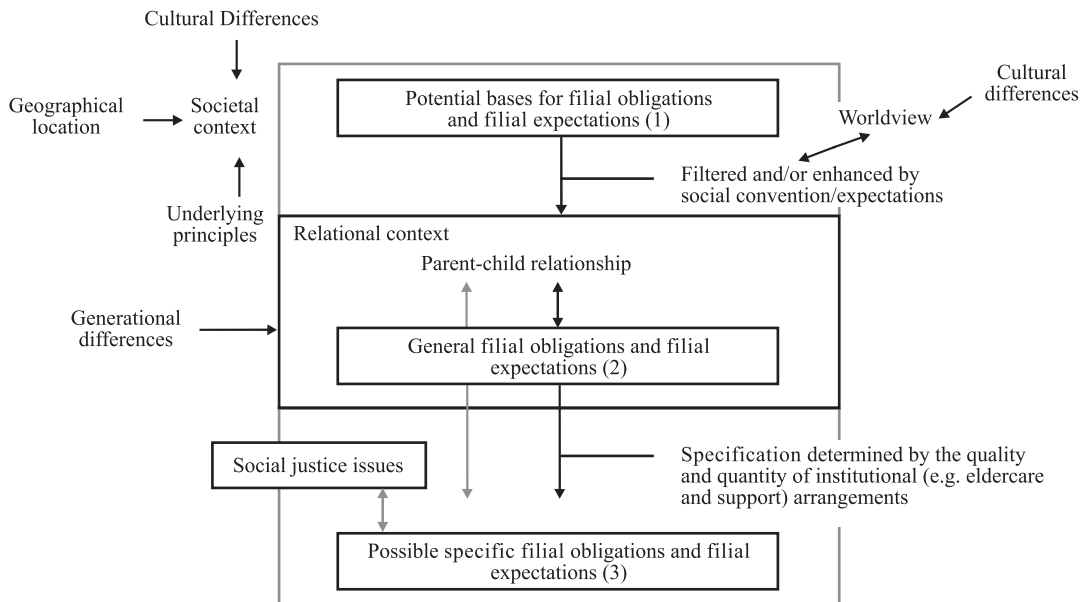 Cultural Differences
Geographical
location
Societal
context
Underlying
principles
Potential bases for filial obligations
and filial expectations (1)
Cultural
differences
Worldview
Filtered and/or enhanced by
social convention/expectations
Relational context
Parent-child relationship
Generational
differences
General filial obligations and filial
expectations (2)
Social justice issues
Specification determined by the quality
and quantity of institutional (e.g. eldercare
and support) arrangements
Possible specific filial obligations and filial
expectations (3)